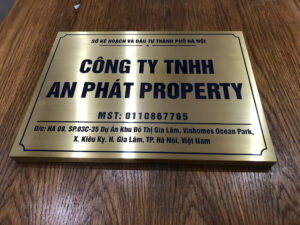 SỞ KẾ HOẠCH VÀ ĐẦU TƯ THÀNH PHỐ HÀ NỘI
CÔNG TY TNHH
AN PHÁT PROPERTY
MST: 0110867765
Đ/c: HA 09, SP.03C-35 Dự Án Khu Đô Thị Gia Lâm, Vinhomes Ocean Park,
X. Kiêu Kỵ, H. Gia Lâm, TP. Hà Nội, Việt Nam